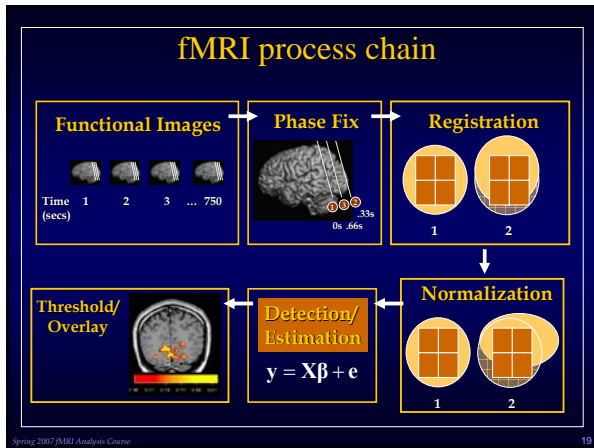 fMRI process chain
Functional Images
Time 1 2 3 ... 750
(secs)
Phase Fix
1 3 2
.33s
0s .66s
Registration
1 2
Normalization
1 2
Detection/
Estimation
y = Xβ + e
Threshold/
Overlay
Spring 2007 fMRI Analysis Course
19